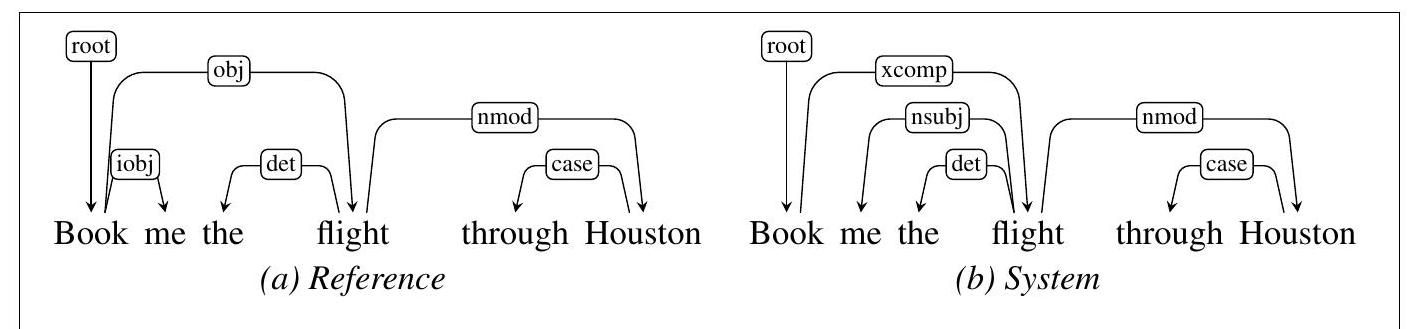 root root
obj xcomp
nmod nsubj nmod
iobj det case det case
Book me the flight through Houston Book me the flight through Houston
(a) Reference (b) System